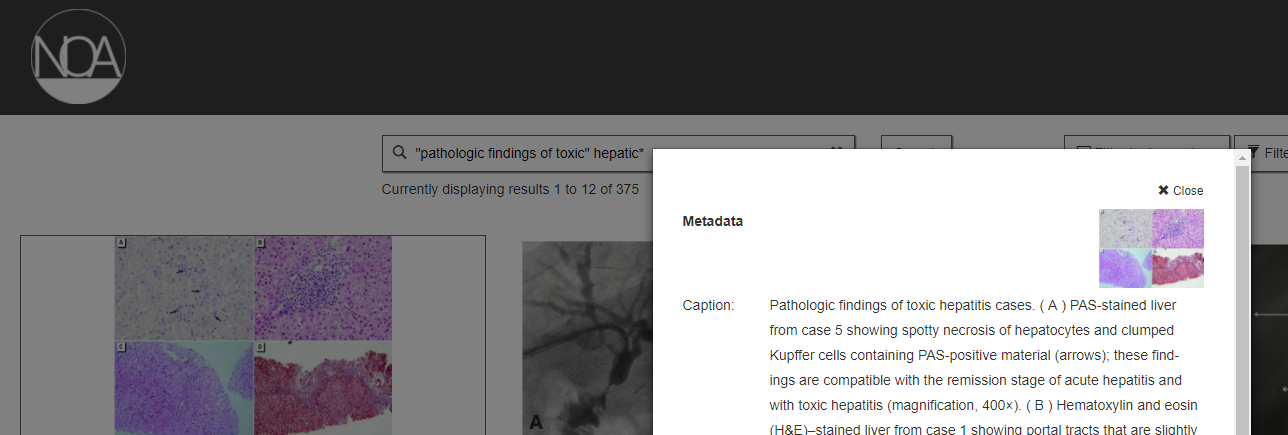 NOA
"pathologic findings of toxic" hepatic*
Filte
Currently displaying results 1 to 12 of 375
✖ Close
Metadata
A
B
C
D
A
Caption:
Pathologic findings of toxic hepatitis cases. ( A ) PAS-stained liver
from case 5 showing spotty necrosis of hepatocytes and clumped
Kupffer cells containing PAS-positive material (arrows); these find-
ings are compatible with the remission stage of acute hepatitis and
with toxic hepatitis (magnification, 400×). ( B ) Hematoxylin and eosin
(H&E)–stained liver from case 1 showing portal tracts that are slightly